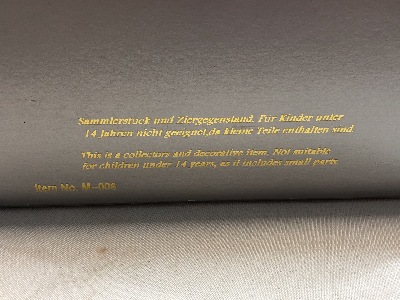 Sammlerstück und Ziergegenstand. Für Kinder unter
14 Jahren nicht geeignet,da kleine Teile enthalten sind.
This is a collectors and decorative item. Not suitable
for children under 14 years, as it includes small parts.
Item No. M-006